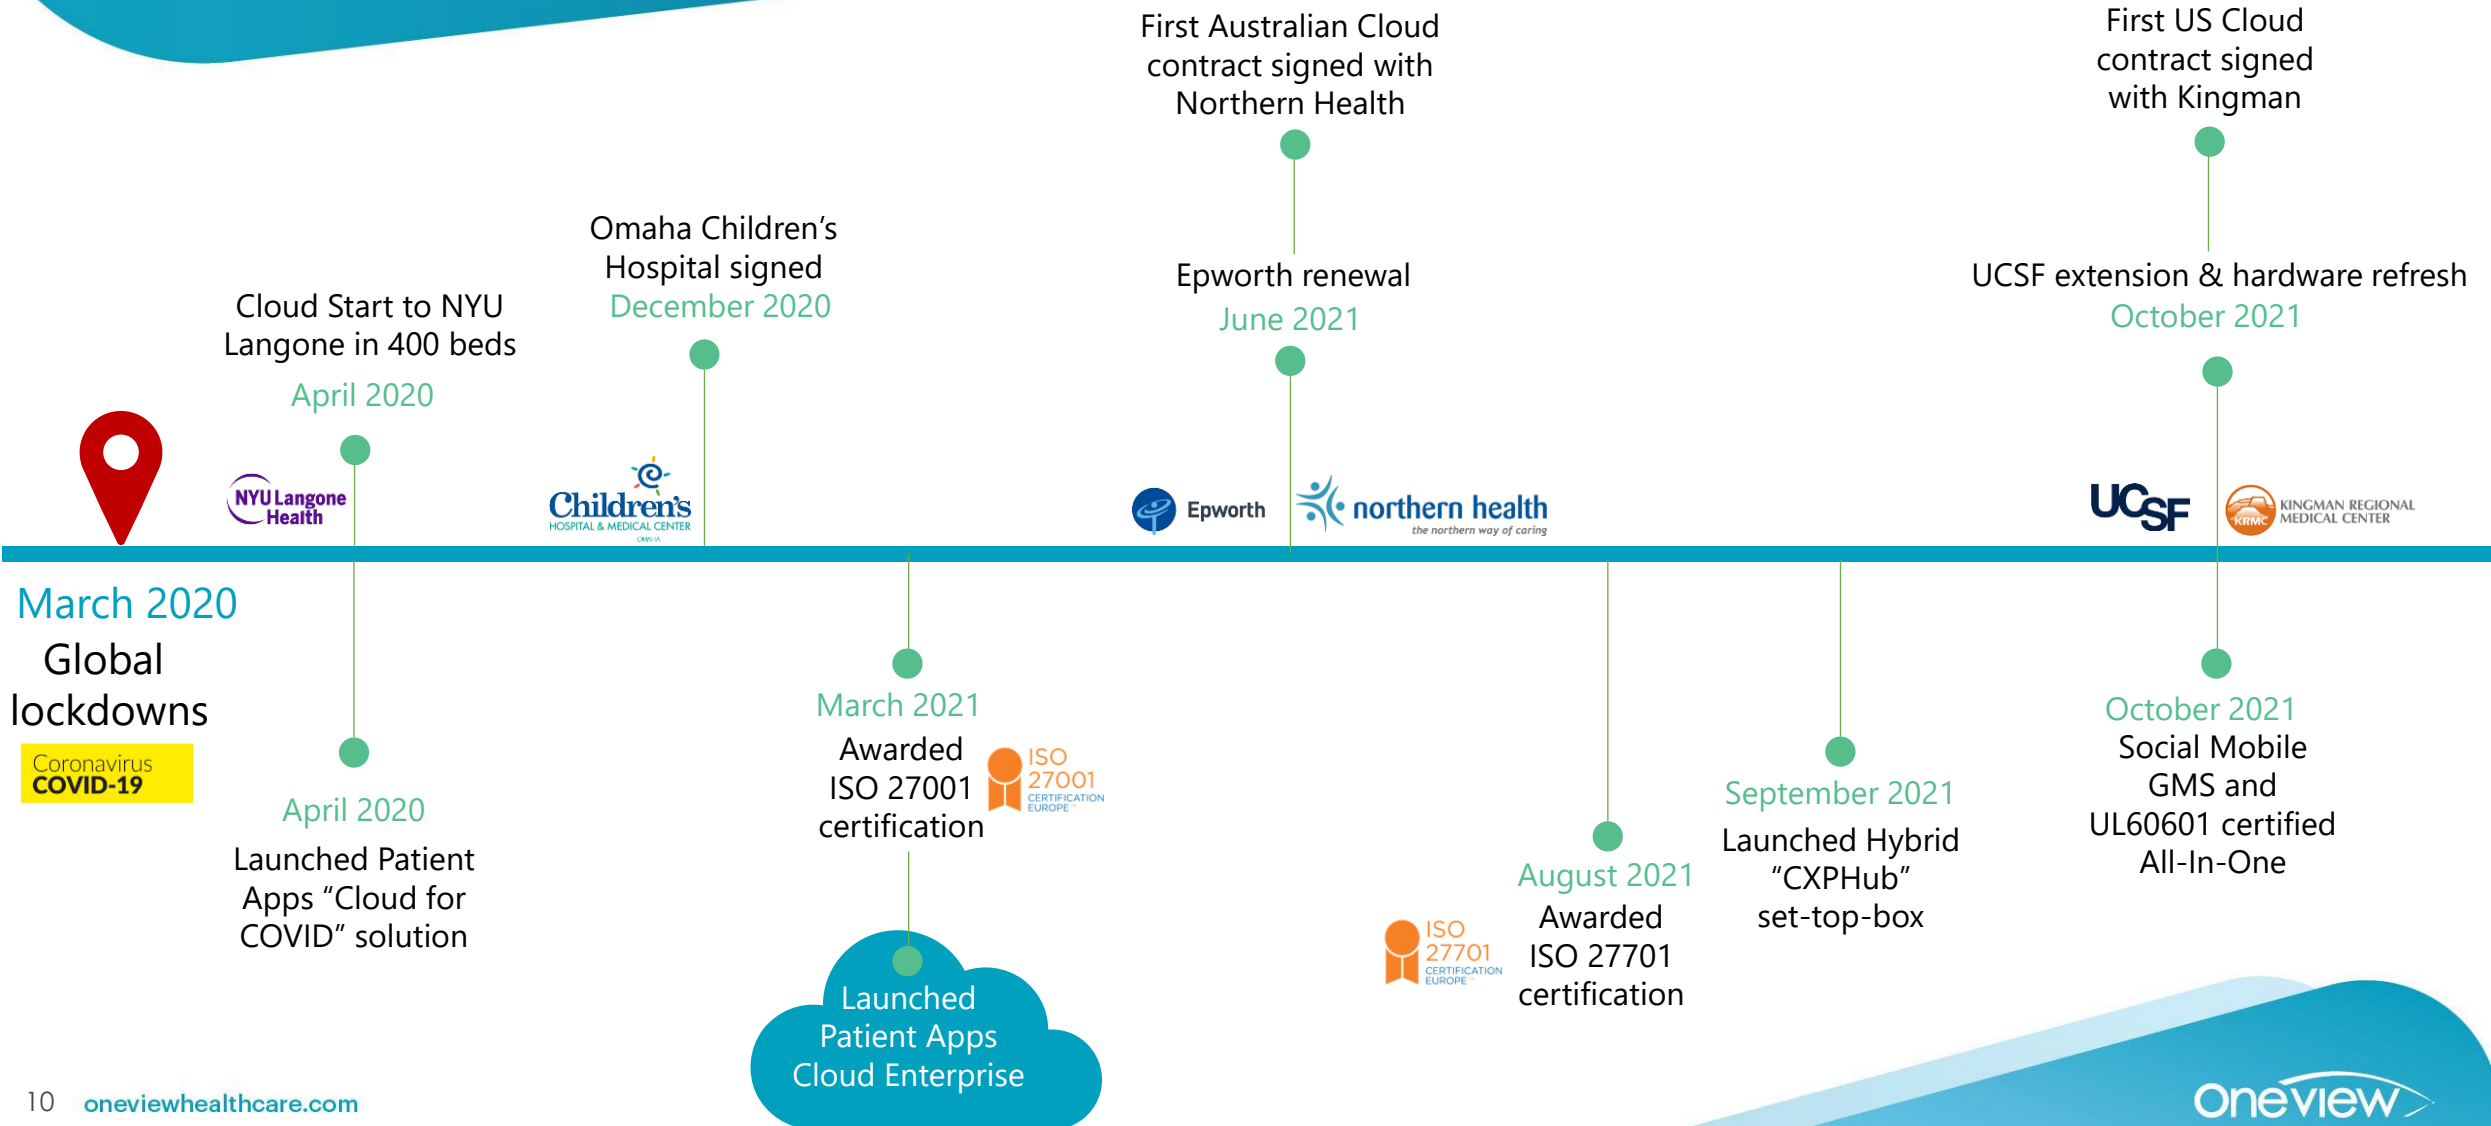 First Australian Cloud
contract signed with
Northern Health
First US Cloud
contract signed
with Kingman
Omaha Children’s
Hospital signed
December 2020
Cloud Start to NYU
Langone in 400 beds
April 2020
Epworth renewal
June 2021
UCSF extension & hardware refresh
October 2021
NYU Langone
Health
Children's
HOSPITAL & MEDICAL CENTER
OMAHA
Epworth
northern health
the northern way of caring
UCSF
KRMC
KINGMAN REGIONAL
MEDICAL CENTER
March 2020
Global
lockdowns
Coronavirus
COVID-19
April 2020
Launched Patient
Apps “Cloud for
COVID” solution
March 2021
Awarded
ISO 27001
certification
ISO
27001
CERTIFICATION
EUROPE™
Launched
Patient Apps
Cloud Enterprise
August 2021
Awarded
ISO 27701
certification
ISO
27701
CERTIFICATION
EUROPE™
September 2021
Launched Hybrid
“CXPHub”
set-top-box
October 2021
Social Mobile
GMS and
UL60601 certified
All-In-One
10 oneviewhealthcare.com
oneview